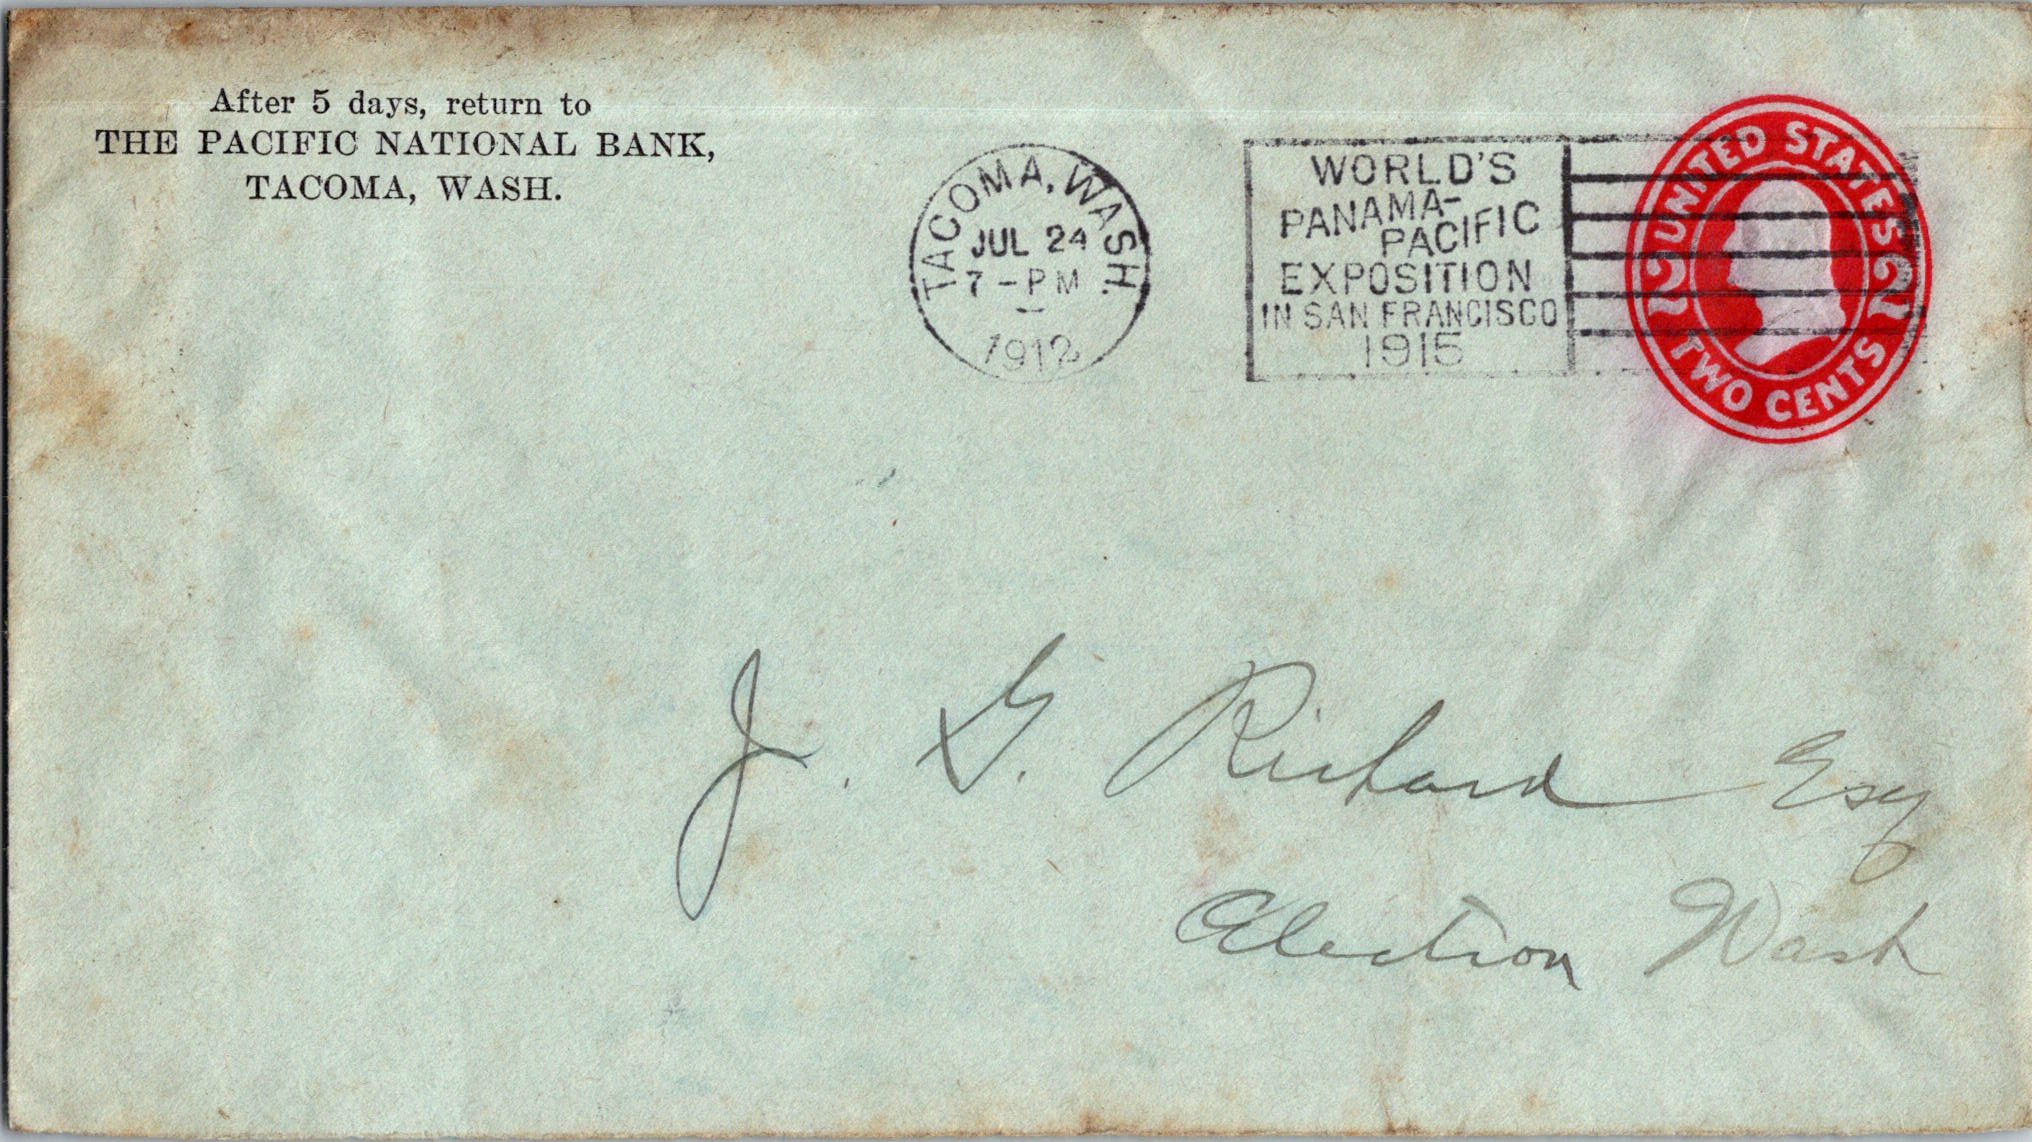 After 5 days, return to
THE PACIFIC NATIONAL BANK,
TACOMA, WASH.
TACOMA, WASH.
JUL 24
7-PM
1912
WORLD'S
PANAMA-
PACIFIC
EXPOSITION
IN SAN FRANCISCO
1915
UNITED STATES
2 2
TWO CENTS
J. G. Richard Esq
Election Wash